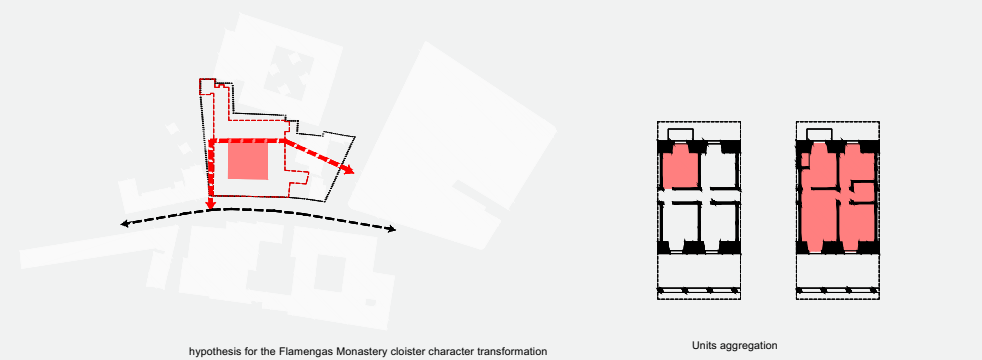 hypothesis for the Flamengas Monastery cloister character transformation
Units aggregation